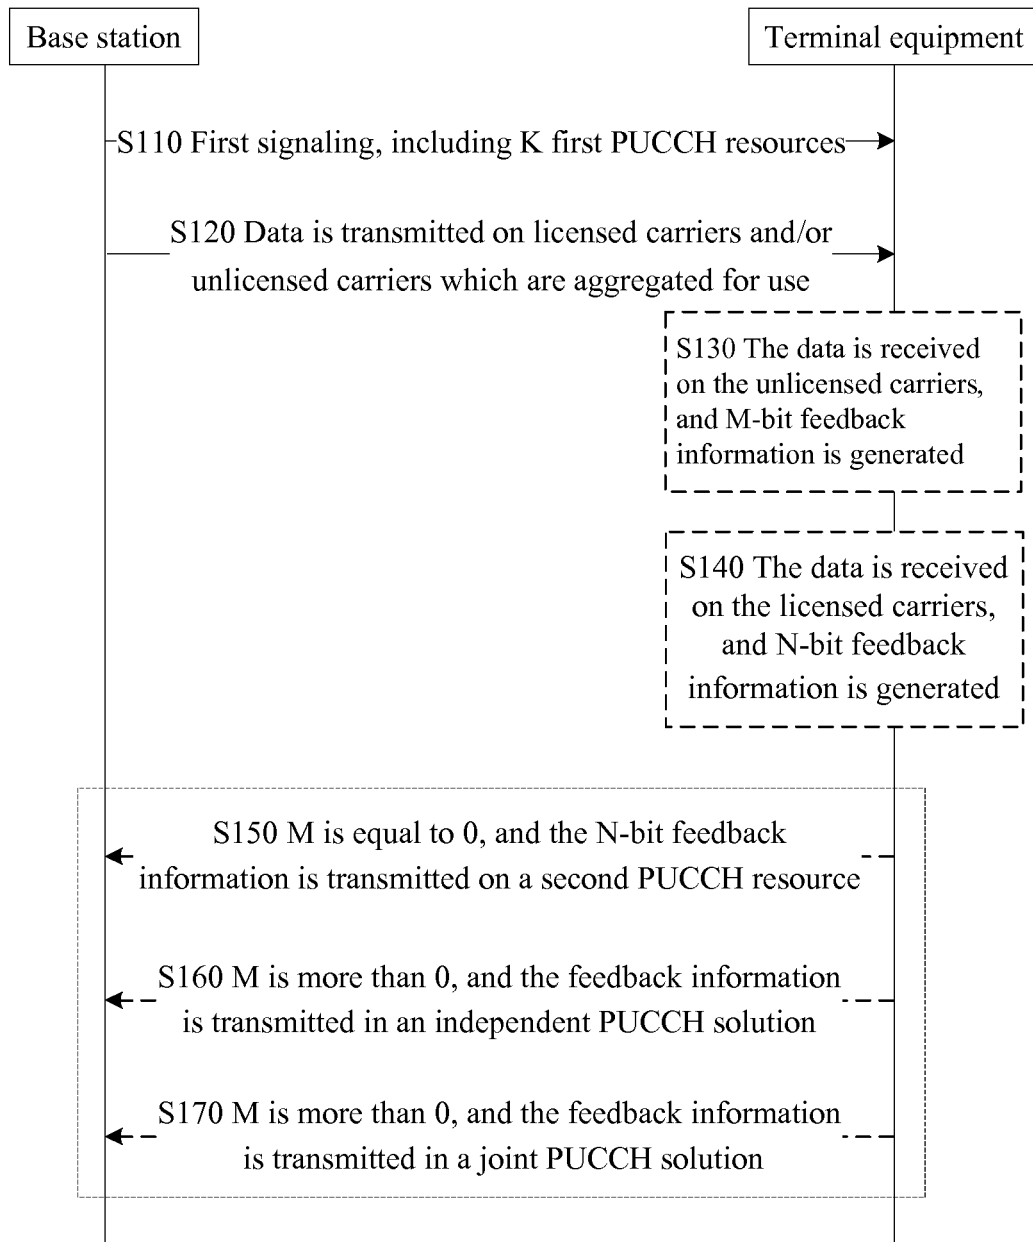 Base station
Terminal equipment
S110 First signaling, including K first PUCCH resources
S120 Data is transmitted on licensed carriers and/or
unlicensed carriers which are aggregated for use
S130 The data is received
on the unlicensed carriers,
and M-bit feedback
information is generated
S140 The data is received
on the licensed carriers,
and N-bit feedback
information is generated
S150 M is equal to 0, and the N-bit feedback
information is transmitted on a second PUCCH resource
S160 M is more than 0, and the feedback information
is transmitted in an independent PUCCH solution
S170 M is more than 0, and the feedback information
is transmitted in a joint PUCCH solution